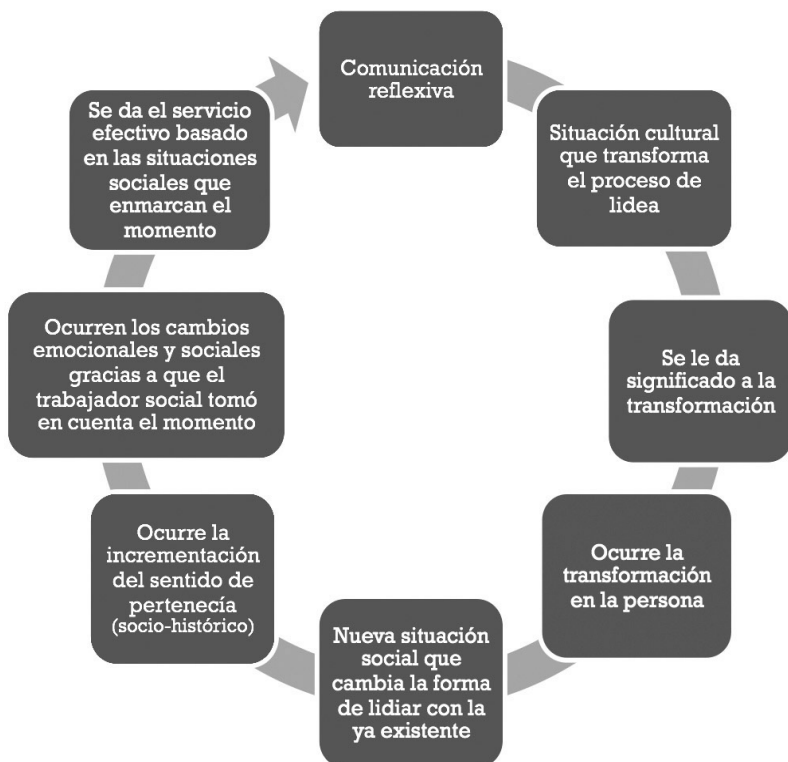 Comunicación
reflexiva
Situación cultural
que transforma
el proceso de
lidea
Se le da
significado a la
transformación
Ocurre la
transformación
en la persona
Nueva situación
social que
cambia la forma
de lidiar con la
ya existente
Ocurre la
incrementación
del sentido de
pertenecía
(socio-histórico)
Ocurren los cambios
emocionales y sociales
gracias a que el
trabajador social tomó
en cuenta el momento
Se da el servicio
efectivo basado
en las situaciones
sociales que
enmarcan el
momento